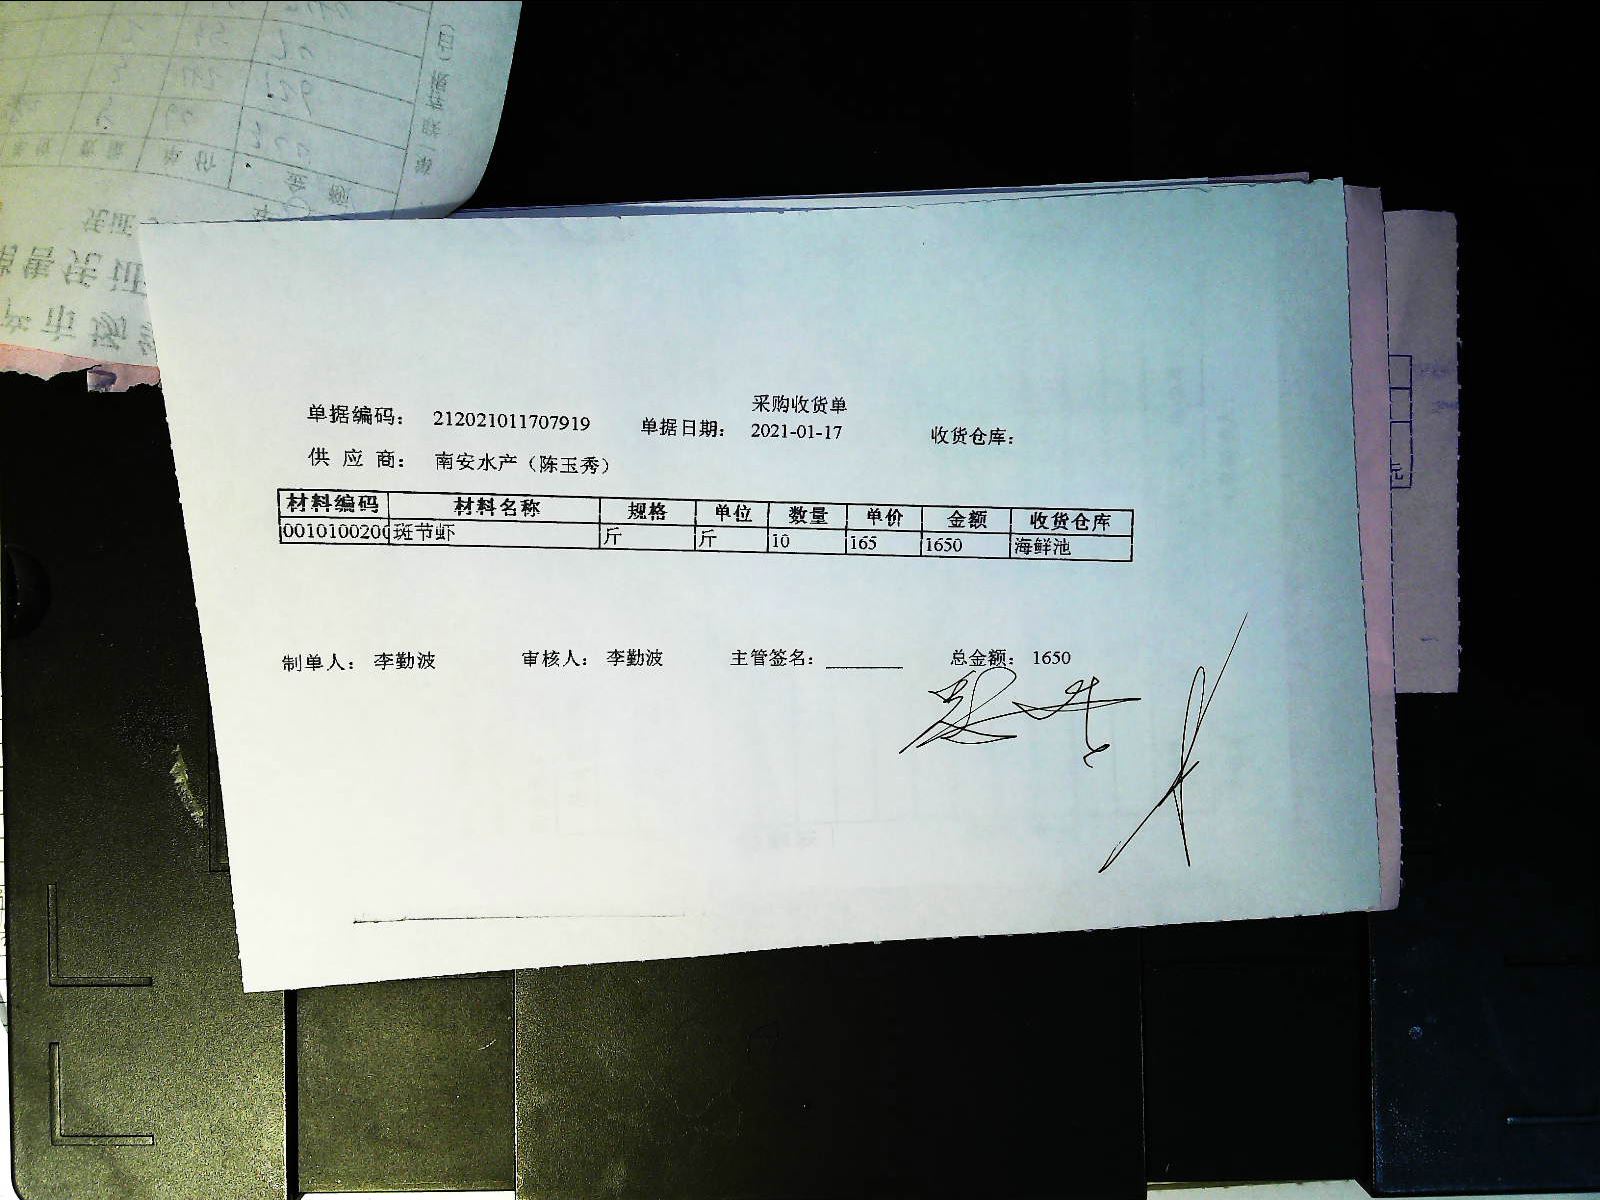 采购收货单
单据编码: 212021011707919 单据日期: 2021-01-17 收货仓库:
供 应 商: 南安水产（陈玉秀）
材料编码 材料名称 规格 单位 数量 单价 金额 收货仓库
0010100200 斑节虾 斤 斤 10 165 1650 海鲜池
制单人: 李勤波 审核人: 李勤波 主管签名: 总金额: 1650